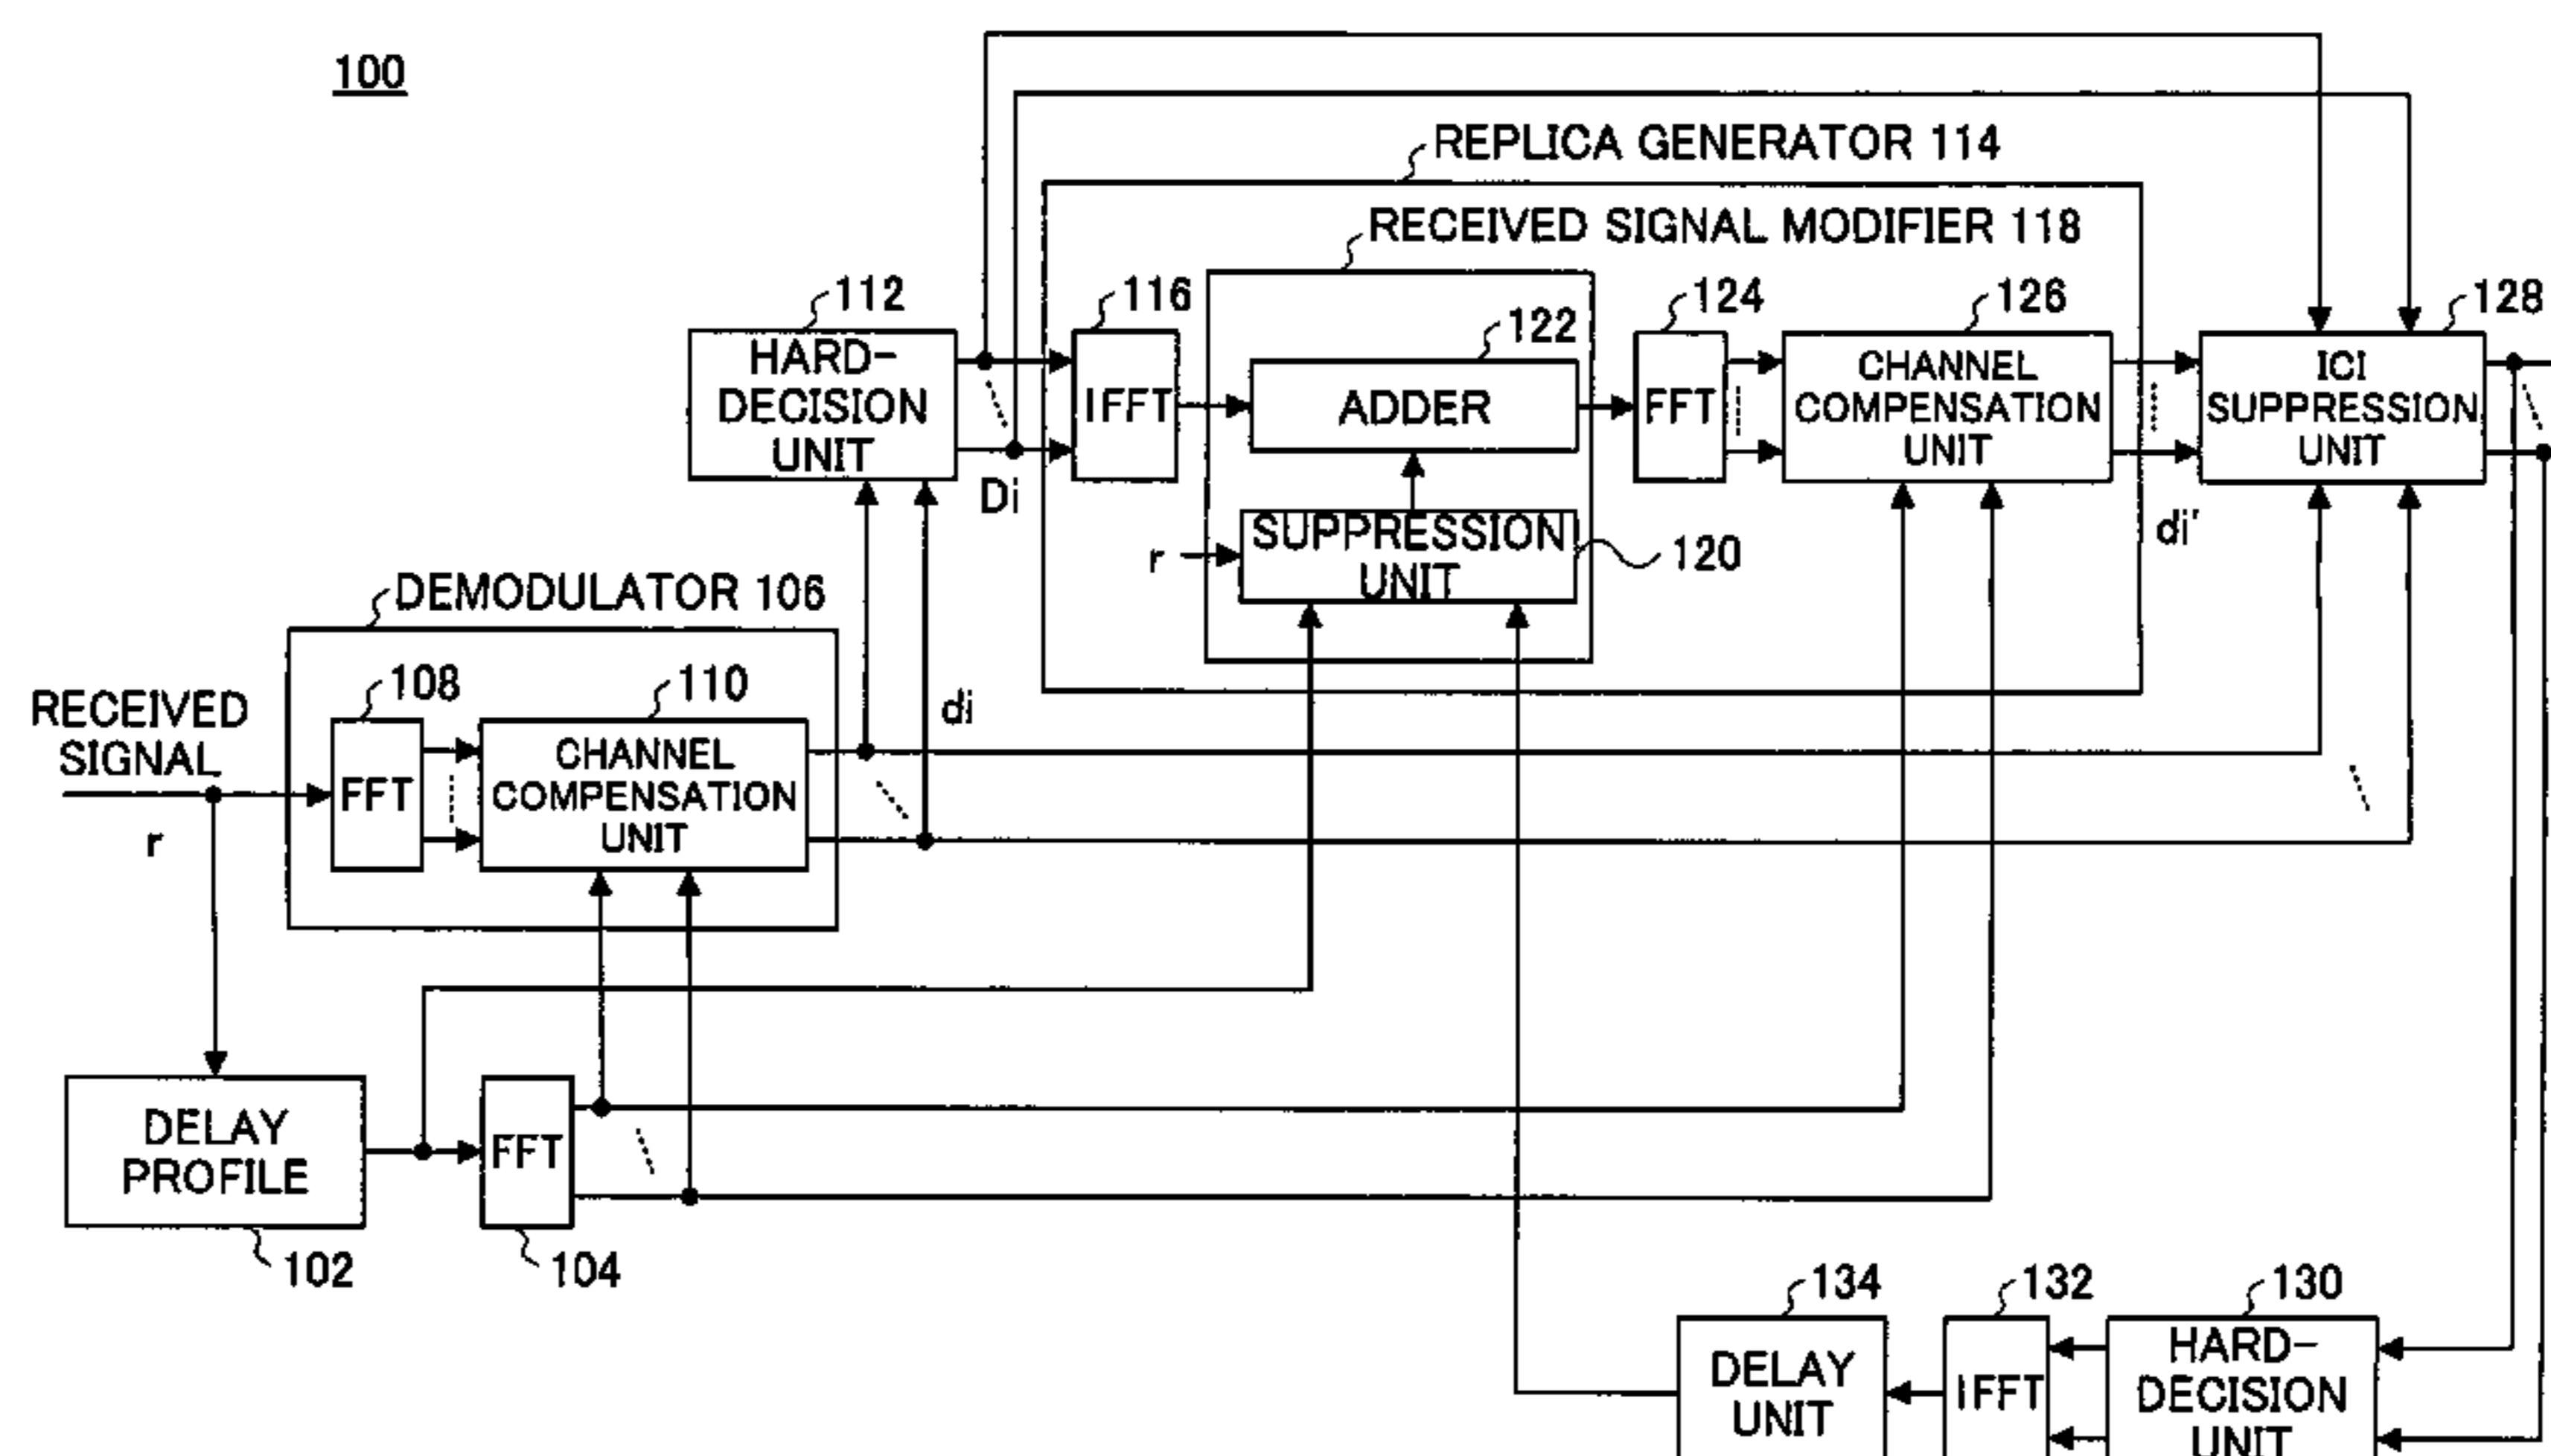 100
REPLICA GENERATOR 114
RECEIVED SIGNAL MODIFIER 118
112
116
122
124
126
128
HARD-
DECISION
UNIT
IFFT
ADDER
FFT
CHANNEL
COMPENSATION
UNIT
ICI
SUPPRESSION
UNIT
Di
r
SUPPRESSION
UNIT
120
di'
DEMODULATOR 106
108
110
di
RECEIVED
SIGNAL
r
FFT
CHANNEL
COMPENSATION
UNIT
DELAY
PROFILE
FFT
102
104
134
132
130
DELAY
UNIT
IFFT
HARD-
DECISION
UNIT